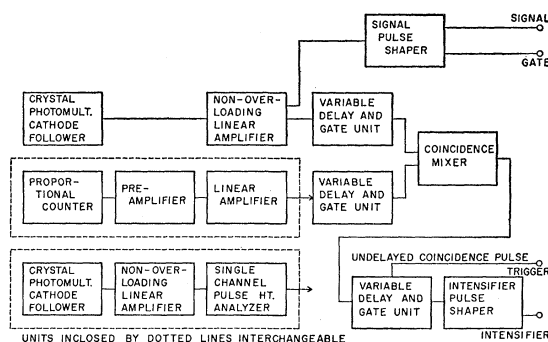 SIGNAL
PULSE
SHAPER
SIGNAL
GATE
CRYSTAL
PHOTOMULT.
CATHODE
FOLLOWER
NON-OVER-
LOADING
LINEAR
AMPLIFIER
VARIABLE
DELAY AND
GATE UNIT
COINCIDENCE
MIXER
PROPOR-
TIONAL
COUNTER
PRE-
AMPLIFIER
LINEAR
AMPLIFIER
VARIABLE
DELAY AND
GATE UNIT
CRYSTAL
PHOTOMULT.
CATHODE
FOLLOWER
NON-OVER-
LOADING
LINEAR
AMPLIFIER
SINGLE
CHANNEL
PULSE HT.
ANALYZER
UNDELAYED COINCIDENCE PULSE
TRIGGER
VARIABLE
DELAY AND
GATE UNIT
INTENSIFIER
PULSE
SHAPER
INTENSIFIER
UNITS INCLOSED BY DOTTED LINES INTERCHANGEABLE